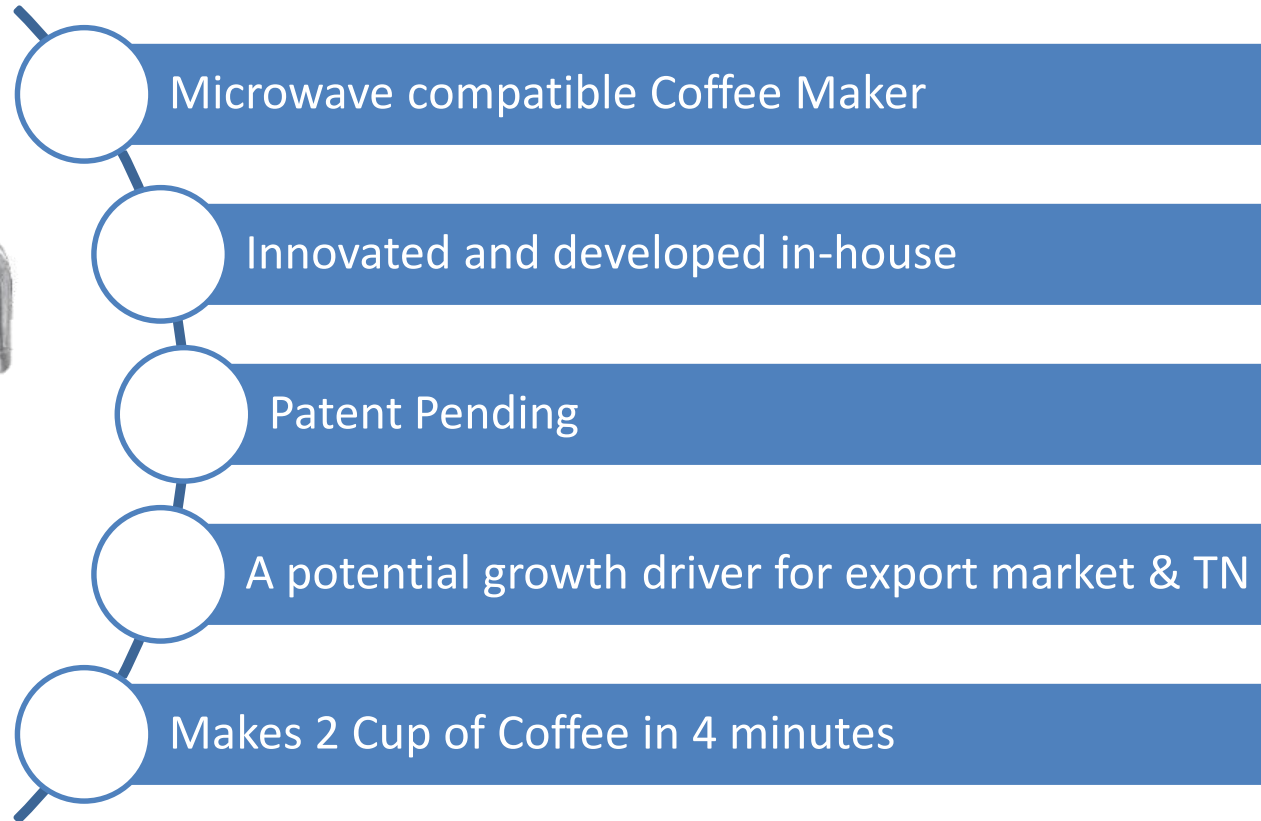 Microwave compatible Coffee Maker
Innovated and developed in-house
Patent Pending
A potential growth driver for export market & TN
Makes 2 Cup of Coffee in 4 minutes